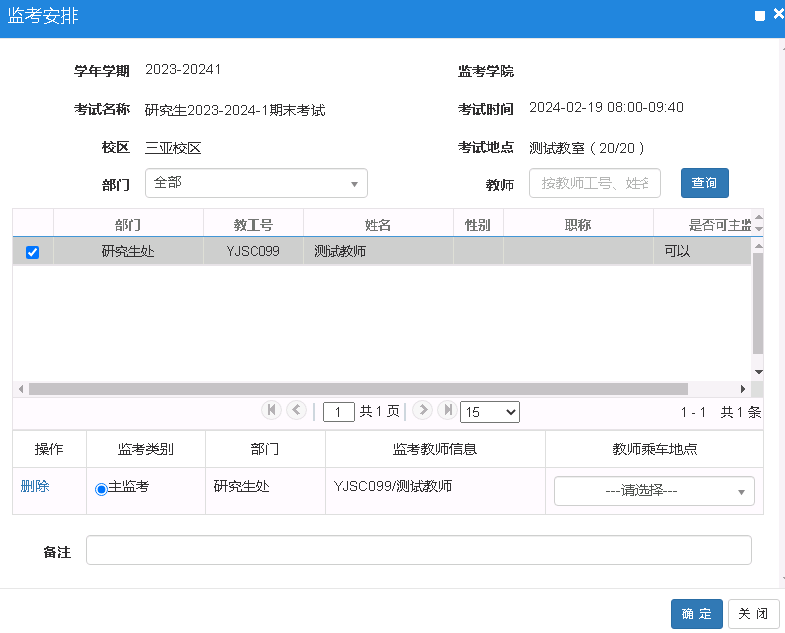 监考安排
学年学期 2023-20241 监考学院
考试名称 研究生2023-2024-1期末考试 考试时间 2024-02-19 08:00-09:40
校区 三亚校区 考试地点 测试教室（20/20）
部门 全部 教师 按教师工号、姓名 查询
部门 教工号 姓名 性别 职称 是否可主监
研究生处 YJSC099 测试教师 可以
1 共1页 15 1 - 1 共1条
操作 监考类别 部门 监考教师信息 教师乘车地点
删除 主监考 研究生处 YJSC099/测试教师 ---请选择---
备注
确定 关闭